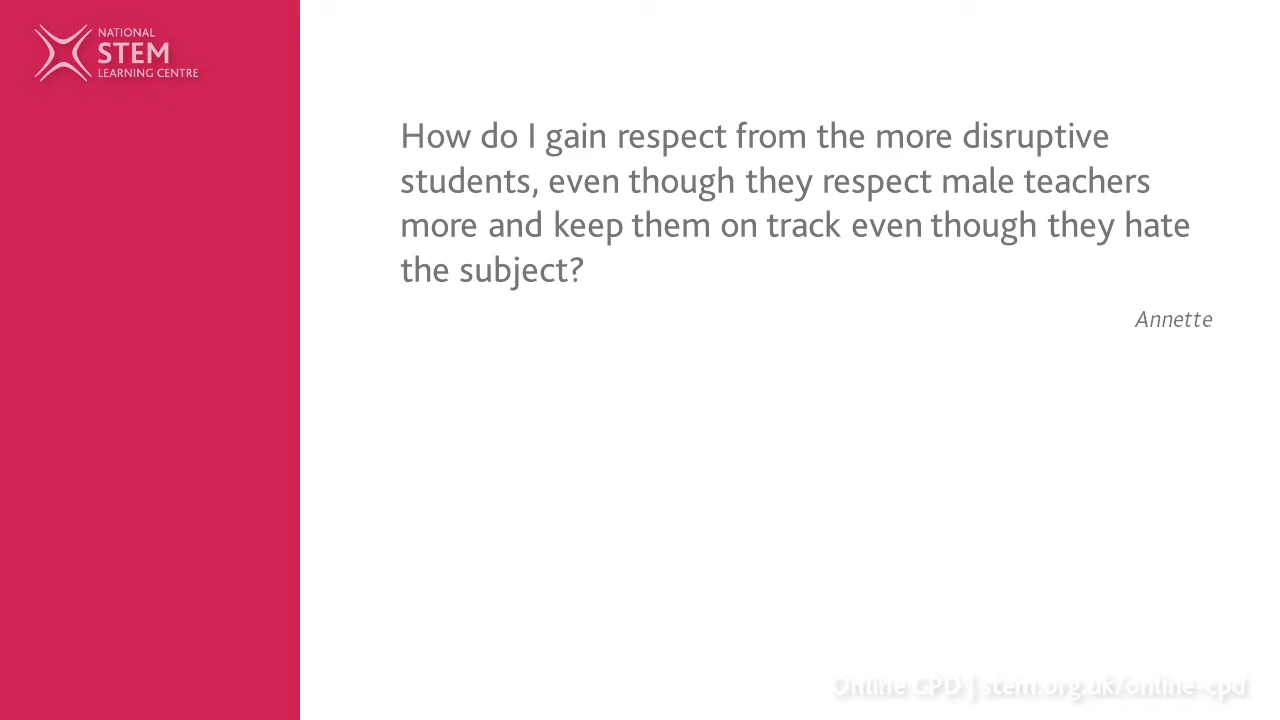 NATIONAL
STEM
LEARNING CENTRE
How do I gain respect from the more disruptive
students, even though they respect male teachers
more and keep them on track even though they hate
the subject?
Annette
Online CPD | stem.org.uk/online-cpd